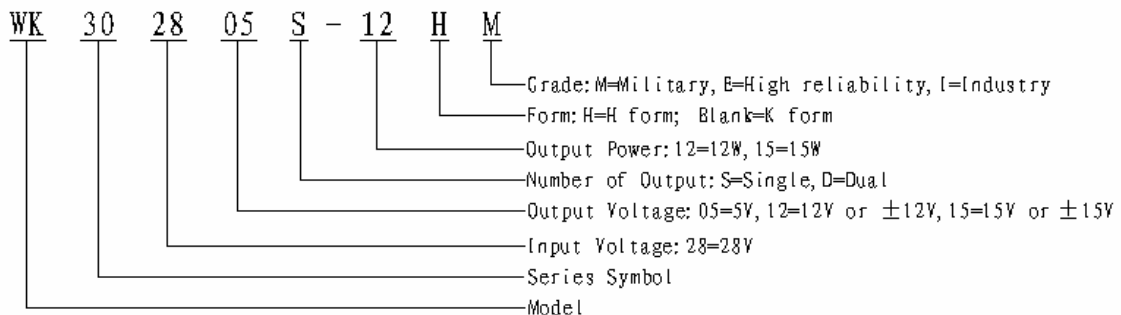 WK 30 28 05 S - 12 H M
Grade: M=Military, E=High reliability, I=Industry
Form: H=H form; Blank=K form
Output Power: 12=12W, 15=15W
Number of Output: S=Single, D=Dual
Output Voltage: 05=5V, 12=12V or ±12V, 15=15V or ±15V
Input Voltage: 28=28V
Series Symbol
Model